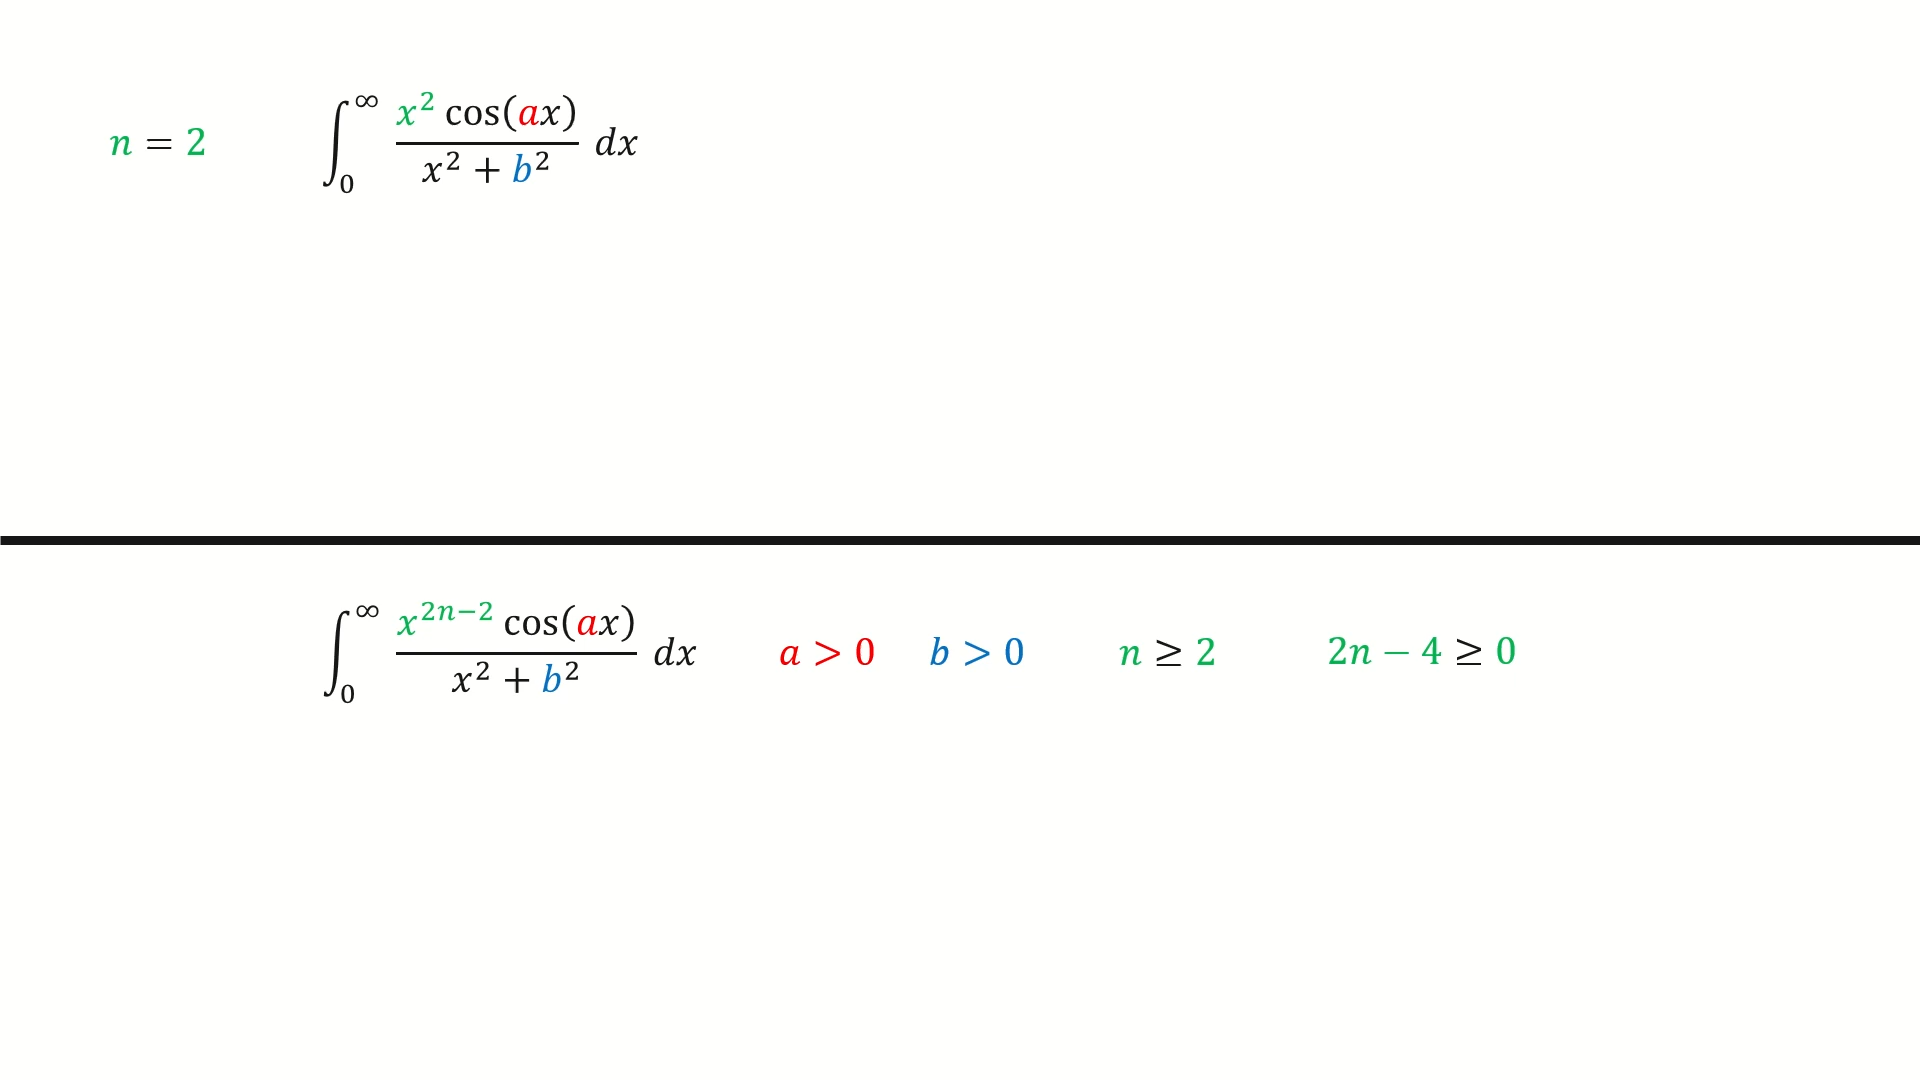 n = 2 ∫₀^∞ x² cos(ax) / (x² + b²) dx
∫₀^∞ x²ⁿ⁻² cos(ax) / (x² + b²) dx a > 0 b > 0 n ≥ 2 2n − 4 ≥ 0